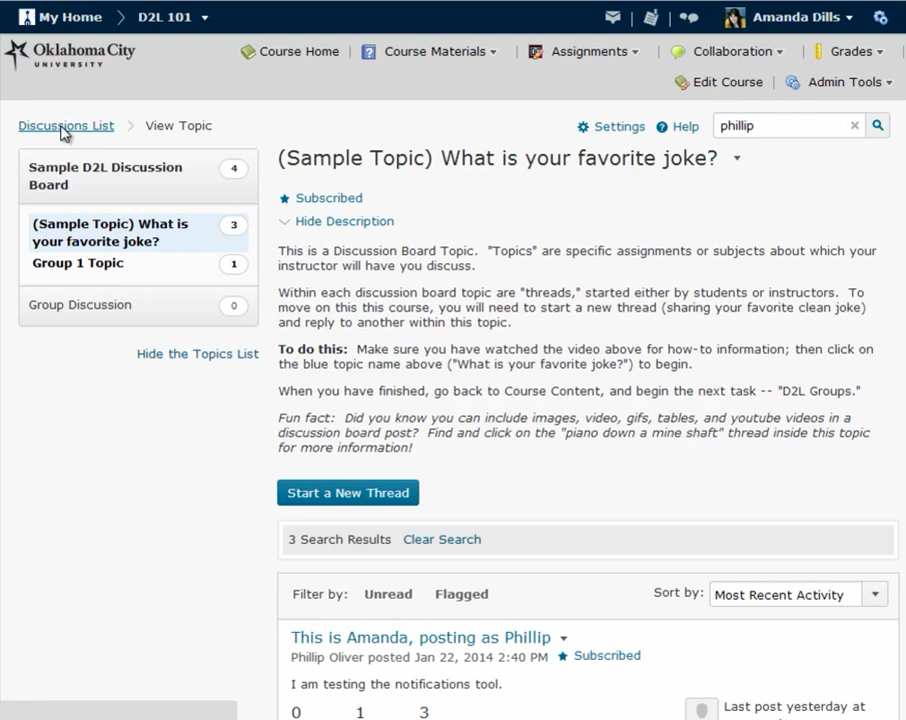 My Home
D2L 101
Amanda Dills
Oklahoma City
UNIVERSITY
Course Home
Course Materials
Assignments
Collaboration
Grades
Edit Course
Admin Tools
Discussions List
View Topic
Settings
Help
phillip
Sample D2L Discussion
Board
4
(Sample Topic) What is
your favorite joke?
3
Group 1 Topic
1
Group Discussion
0
Hide the Topics List
(Sample Topic) What is your favorite joke?
Subscribed
Hide Description
This is a Discussion Board Topic. "Topics" are specific assignments or subjects about which your
instructor will have you discuss.
Within each discussion board topic are "threads," started either by students or instructors. To
move on this this course, you will need to start a new thread (sharing your favorite clean joke)
and reply to another within this topic.
To do this: Make sure you have watched the video above for how-to information; then click on
the blue topic name above ("What is your favorite joke?") to begin.
When you have finished, go back to Course Content, and begin the next task -- "D2L Groups."
Fun fact: Did you know you can include images, video, gifs, tables, and youtube videos in a
discussion board post? Find and click on the "piano down a mine shaft" thread inside this topic
for more information!
Start a New Thread
3 Search Results Clear Search
Filter by: Unread Flagged
Sort by: Most Recent Activity
This is Amanda, posting as Phillip
Phillip Oliver posted Jan 22, 2014 2:40 PM Subscribed
I am testing the notifications tool.
0 1 3
Last post yesterday at